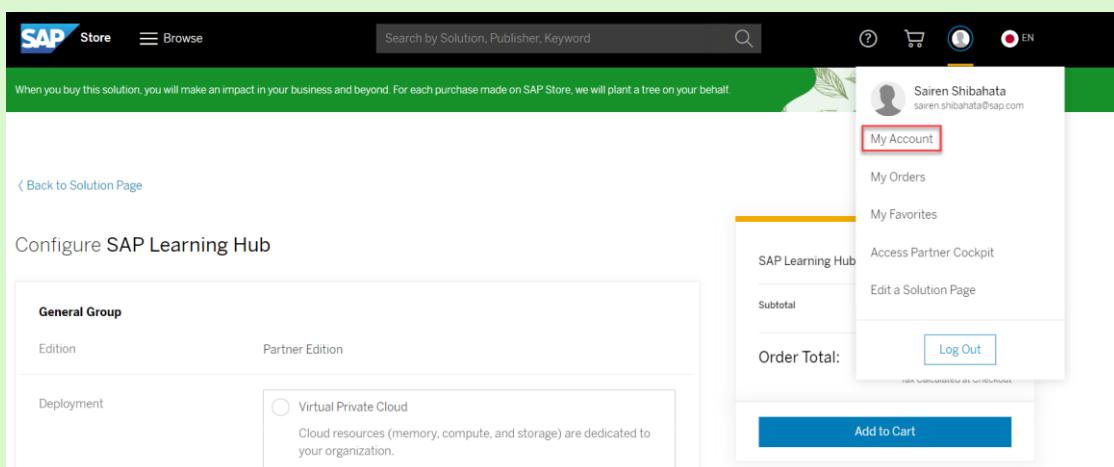 SAP Store Browse Search by Solution, Publisher, Keyword EN
When you buy this solution, you will make an impact in your business and beyond. For each purchase made on SAP Store, we will plant a tree on your behalf.
Sairen Shibahata
sairen.shibahata@sap.com
My Account
My Orders
My Favorites
Access Partner Cockpit
Edit a Solution Page
Log Out
Back to Solution Page
Configure SAP Learning Hub
General Group
Edition Partner Edition
Deployment Virtual Private Cloud
Cloud resources (memory, compute, and storage) are dedicated to
your organization.
SAP Learning Hub
Subtotal
Order Total:
Tax Calculated at Checkout
Add to Cart